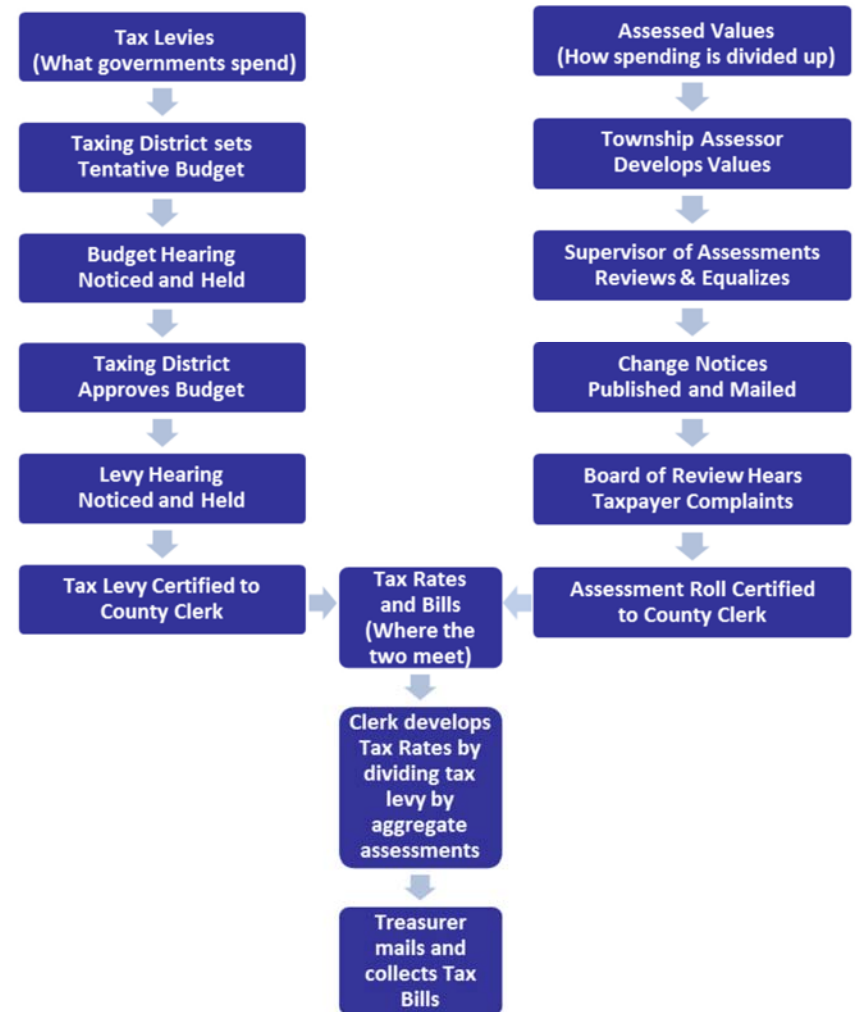 Tax Levies
(What governments spend)
Taxing District sets
Tentative Budget
Budget Hearing
Noticed and Held
Taxing District
Approves Budget
Levy Hearing
Noticed and Held
Tax Levy Certified to
County Clerk
Assessed Values
(How spending is divided up)
Township Assessor
Develops Values
Supervisor of Assessments
Reviews & Equalizes
Change Notices
Published and Mailed
Board of Review Hears
Taxpayer Complaints
Assessment Roll Certified
to County Clerk
Tax Rates
and Bills
(Where the
two meet)
Clerk develops
Tax Rates by
dividing tax
levy by
aggregate
assessments
Treasurer
mails and
collects Tax
Bills